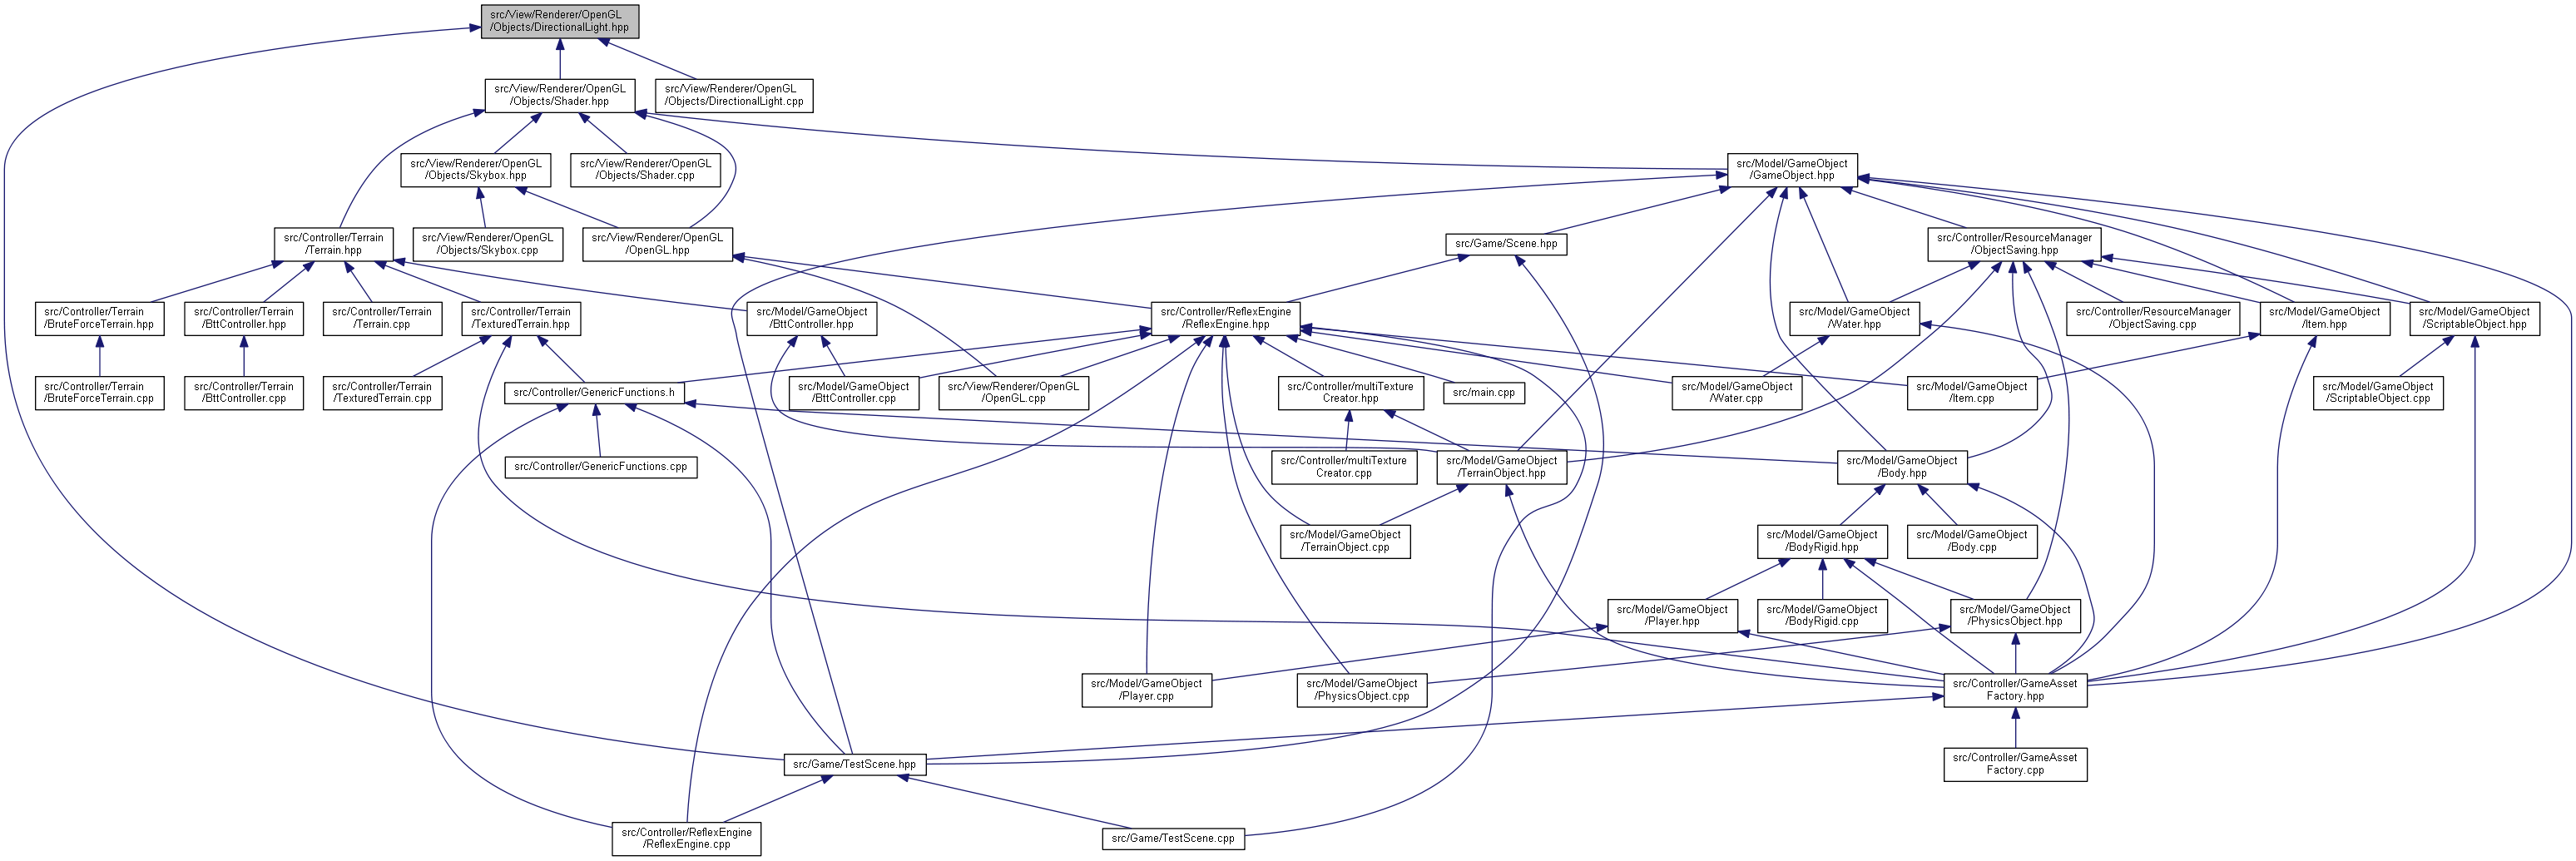 src/View/Renderer/OpenGL
/Objects/DirectionalLight.hpp
src/View/Renderer/OpenGL
/Objects/Shader.hpp
src/View/Renderer/OpenGL
/Objects/DirectionalLight.cpp
src/View/Renderer/OpenGL
/Objects/Skybox.hpp
src/View/Renderer/OpenGL
/Objects/Shader.cpp
src/Model/GameObject
/GameObject.hpp
src/Controller/Terrain
/Terrain.hpp
src/View/Renderer/OpenGL
/Objects/Skybox.cpp
src/View/Renderer/OpenGL
/OpenGL.hpp
src/Game/Scene.hpp
src/Controller/ResourceManager
/ObjectSaving.hpp
src/Controller/Terrain
/BruteForceTerrain.hpp
src/Controller/Terrain
/BttController.hpp
src/Controller/Terrain
/Terrain.cpp
src/Controller/Terrain
/TexturedTerrain.hpp
src/Model/GameObject
/BttController.hpp
src/Controller/ReflexEngine
/ReflexEngine.hpp
src/Model/GameObject
/Water.hpp
src/Controller/ResourceManager
/ObjectSaving.cpp
src/Model/GameObject
/Item.hpp
src/Model/GameObject
/ScriptableObject.hpp
src/Controller/Terrain
/BruteForceTerrain.cpp
src/Controller/Terrain
/BttController.cpp
src/Controller/Terrain
/TexturedTerrain.cpp
src/Controller/GenericFunctions.h
src/Model/GameObject
/BttController.cpp
src/View/Renderer/OpenGL
/OpenGL.cpp
src/Controller/multiTexture
Creator.hpp
src/main.cpp
src/Model/GameObject
/Water.cpp
src/Model/GameObject
/Item.cpp
src/Model/GameObject
/ScriptableObject.cpp
src/Controller/GenericFunctions.cpp
src/Controller/multiTexture
Creator.cpp
src/Model/GameObject
/TerrainObject.hpp
src/Model/GameObject
/Body.hpp
src/Model/GameObject
/TerrainObject.cpp
src/Model/GameObject
/BodyRigid.hpp
src/Model/GameObject
/Body.cpp
src/Model/GameObject
/Player.hpp
src/Model/GameObject
/BodyRigid.cpp
src/Model/GameObject
/PhysicsObject.hpp
src/Model/GameObject
/Player.cpp
src/Model/GameObject
/PhysicsObject.cpp
src/Controller/GameAsset
Factory.hpp
src/Game/TestScene.hpp
src/Controller/GameAsset
Factory.cpp
src/Controller/ReflexEngine
/ReflexEngine.cpp
src/Game/TestScene.cpp